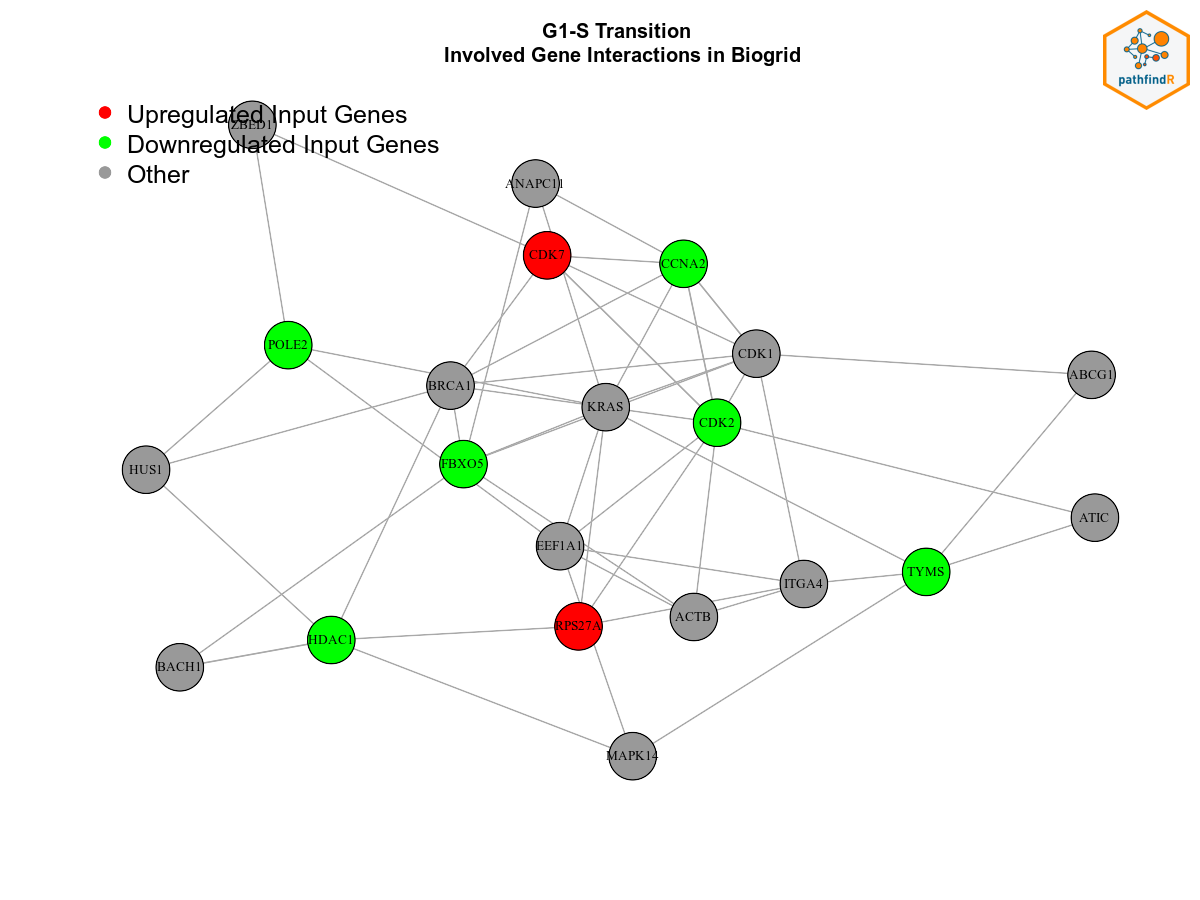 G1-S Transition
Involved Gene Interactions in Biogrid
pathfindR
Upregulated Input Genes
ZBED1
Downregulated Input Genes
Other
ANAPC11
CDK7
CCNA2
POLE2
CDK1
ABCG1
BRCA1
KRAS
CDK2
FBXO5
HUS1
ATIC
EEF1A1
TYMS
ITGA4
ACTB
RPS27A
HDAC1
BACH1
MAPK14